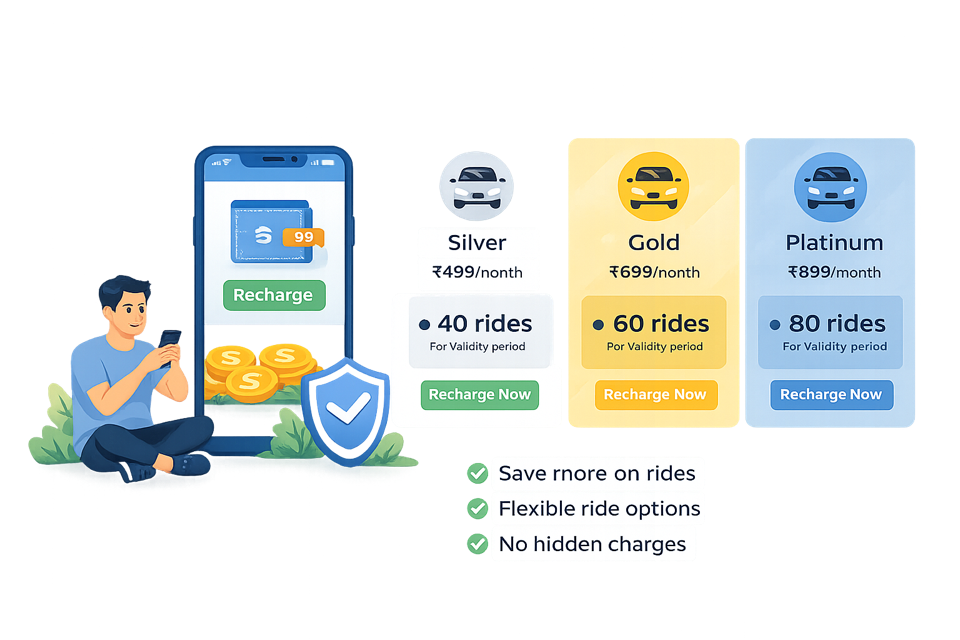 99
Recharge
S
S
S
Silver
₹499/nonth
40 rides
For Validity period
Recharge Now
Gold
₹699/nonth
60 rides
Por Validity period
Recharge Now
Platinum
₹899/month
80 rides
For Validity period
Recharge Now
Save rnore on rides
Flexible ride options
No hidden charges